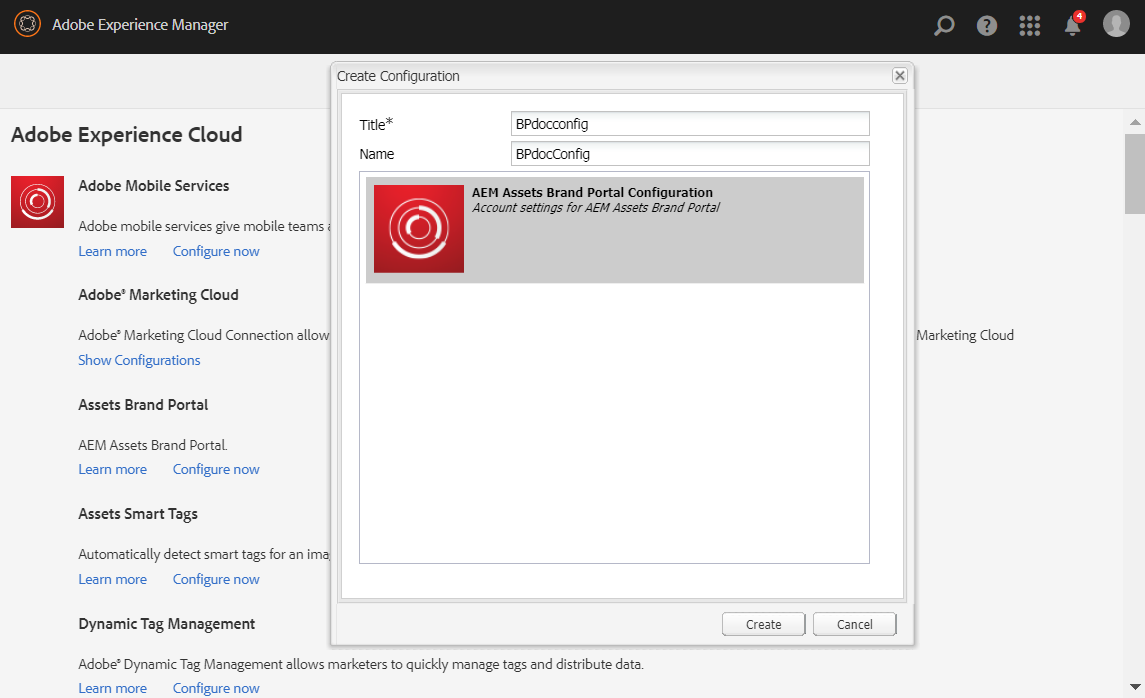 Adobe Experience Manager
4
Create Configuration
Adobe Experience Cloud
Title*
BPdocconfig
Name
BPdocConfig
AEM Assets Brand Portal Configuration
Account settings for AEM Assets Brand Portal
Adobe Mobile Services
Adobe mobile services give mobile teams a
Learn more Configure now
Adobe® Marketing Cloud
Adobe® Marketing Cloud Connection allow Marketing Cloud
Show Configurations
Assets Brand Portal
AEM Assets Brand Portal.
Learn more Configure now
Assets Smart Tags
Automatically detect smart tags for an ima
Learn more Configure now
Dynamic Tag Management
Create Cancel
Adobe® Dynamic Tag Management allows marketers to quickly manage tags and distribute data.
Learn more Configure now